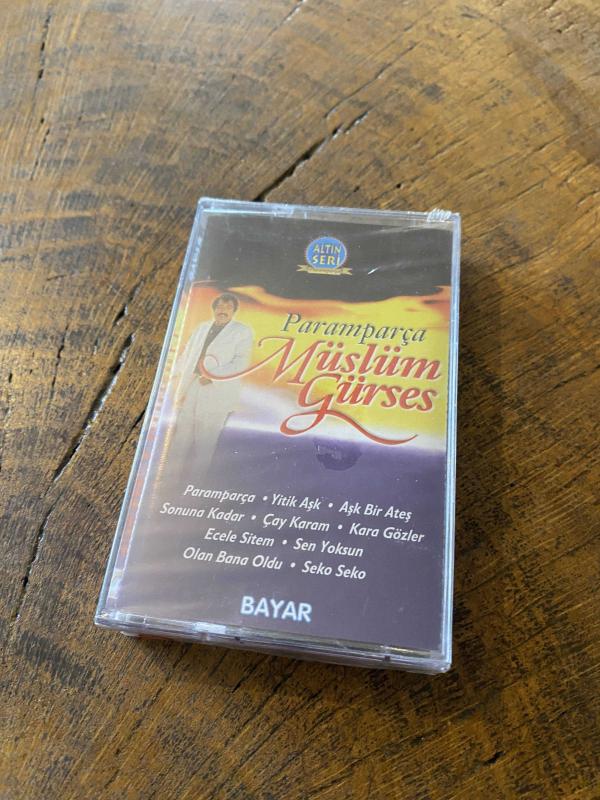 ALTIN
SERİ
Paramparça
Müslüm
Gürses
Paramparça • Yitik Aşk • Aşk Bir Ateş
Sonuna Kadar • Çay Karam • Kara Gözler
Ecele Sitem • Sen Yoksun
Olan Bana Oldu • Seko Seko
BAYAR